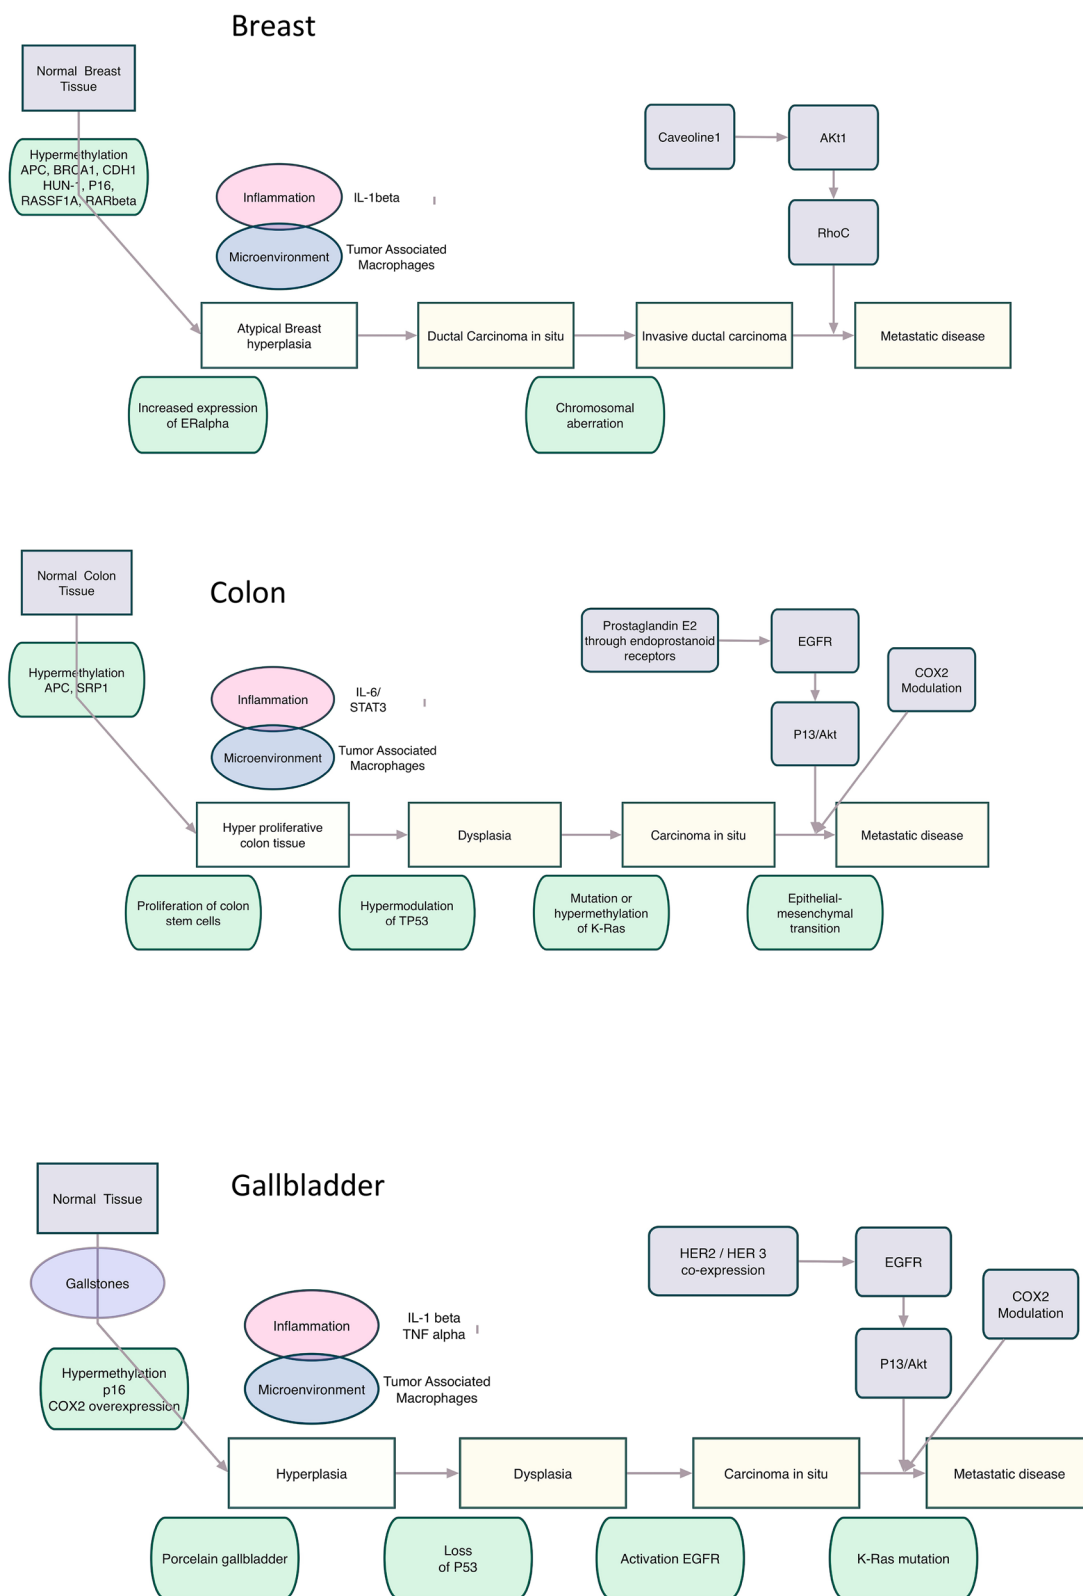 Breast
Normal Breast
Tissue
Hypermethylation
APC, BRCA1, CDH1
HUN-1, P16,
RASSF1A, RARbeta
Inflammation
IL-1beta
Microenvironment
Tumor Associated
Macrophages
Caveoline1
AKt1
RhoC
Atypical Breast
hyperplasia
Ductal Carcinoma in situ
Invasive ductal carcinoma
Metastatic disease
Increased expression
of ERalpha
Chromosomal
aberration
Colon
Normal Colon
Tissue
Hypermethylation
APC, SRP1
Inflammation
IL-6/
STAT3
Microenvironment
Tumor Associated
Macrophages
Prostaglandin E2
through endoprostanoid
receptors
EGFR
COX2
Modulation
P13/Akt
Hyper proliferative
colon tissue
Dysplasia
Carcinoma in situ
Metastatic disease
Proliferation of colon
stem cells
Hypermodulation
of TP53
Mutation or
hypermethylation
of K-Ras
Epithelial-
mesenchymal
transition
Gallbladder
Normal Tissue
Gallstones
Hypermethylation
p16
COX2 overexpression
Inflammation
IL-1 beta
TNF alpha
Microenvironment
Tumor Associated
Macrophages
HER2 / HER 3
co-expression
EGFR
COX2
Modulation
P13/Akt
Hyperplasia
Dysplasia
Carcinoma in situ
Metastatic disease
Porcelain gallbladder
Loss
of P53
Activation EGFR
K-Ras mutation